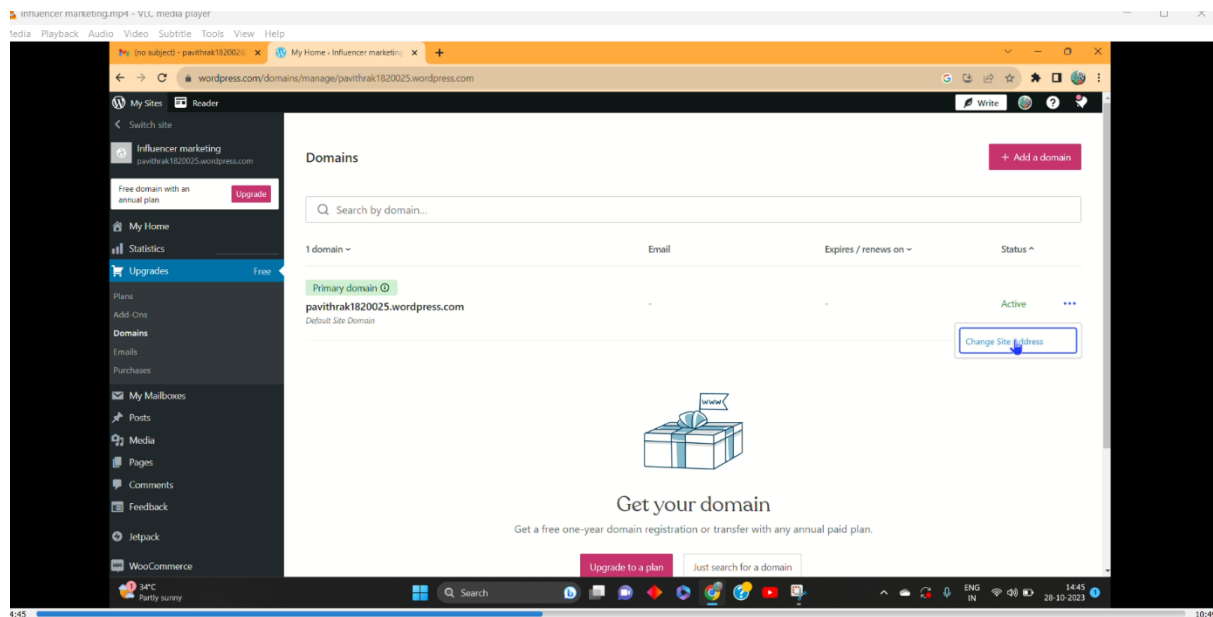 influencer marketing.mp4 - VLC media player
Media Playback Audio Video Subtitle Tools View Help
(no subject) - pavithrak1820026
My Home ‹ Influencer marketing
wordpress.com/domains/manage/pavithrak1820025.wordpress.com
My Sites Reader
Write
Switch site
Influencer marketing
pavithrak1820025.wordpress.com
Free domain with an
annual plan
Upgrade
My Home
Statistics
Upgrades Free
Plans
Add-Ons
Domains
Emails
Purchases
My Mailboxes
Posts
Media
Pages
Comments
Feedback
Jetpack
WooCommerce
Domains
+ Add a domain
Search by domain...
1 domain Email Expires / renews on Status
Primary domain
pavithrak1820025.wordpress.com - - Active
Default Site Domain
Change Site Address
WWW
Get your domain
Get a free one-year domain registration or transfer with any annual paid plan.
Upgrade to a plan Just search for a domain
1
34°C
Partly sunny
Search
ENG
IN
14:45
28-10-2023
1
4:45 10:49